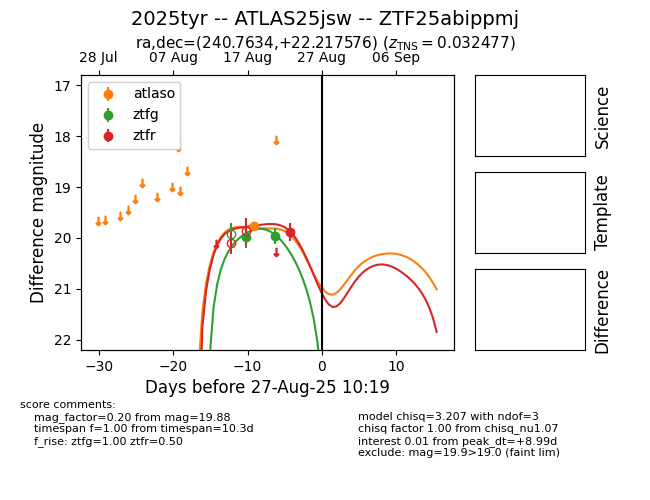 2025tyr -- ATLAS25jsw -- ZTF25abippmj
ra,dec=(240.7634,+22.217576) (z_TNS = 0.032477)
28 Jul 07 Aug 17 Aug 27 Aug 06 Sep
atlaso
ztfg
ztfr
17
18
19
20
21
22
Difference magnitude
−30 −20 −10 0 10
Days before 27-Aug-25 10:19
Science
Template
Difference
score comments:
mag_factor=0.20 from mag=19.88
timespan f=1.00 from timespan=10.3d
f_rise: ztfg=1.00 ztfr=0.50
model chisq=3.207 with ndof=3
chisq factor 1.00 from chisq_nu1.07
interest 0.01 from peak_dt=+8.99d
exclude: mag=19.9>19.0 (faint lim)